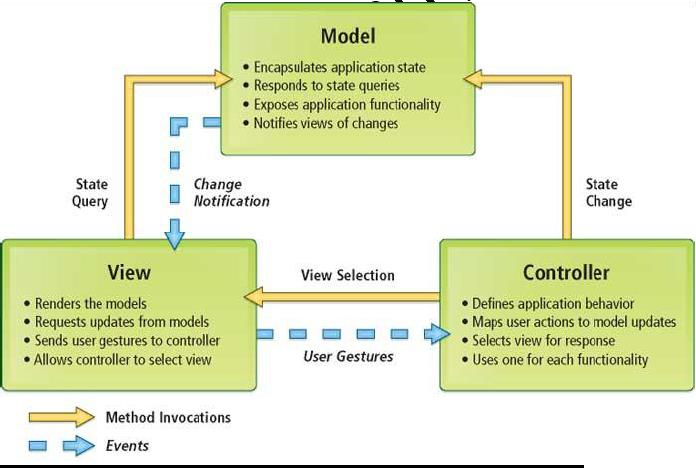 Model
• Encapsulates application state
• Responds to state queries
• Exposes application functionality
• Notifies views of changes
State
Query
Change
Notification
State
Change
View
• Renders the models
• Requests updates from models
• Sends user gestures to controller
• Allows controller to select view
View Selection
User Gestures
Controller
• Defines application behavior
• Maps user actions to model updates
• Selects view for response
• Uses one for each functionality
Method Invocations
Events